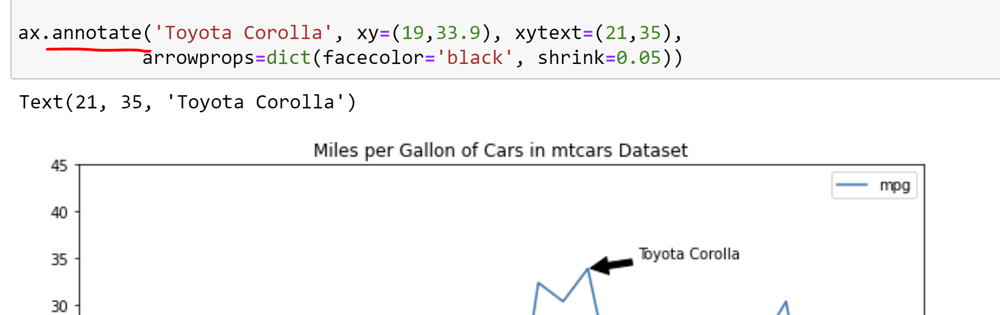 ax.annotate('Toyota Corolla', xy=(19,33.9), xytext=(21,35),
arrowprops=dict(facecolor='black', shrink=0.05))
Text(21, 35, 'Toyota Corolla')
Miles per Gallon of Cars in mtcars Dataset
45
mpg
40
35
Toyota Corolla
30